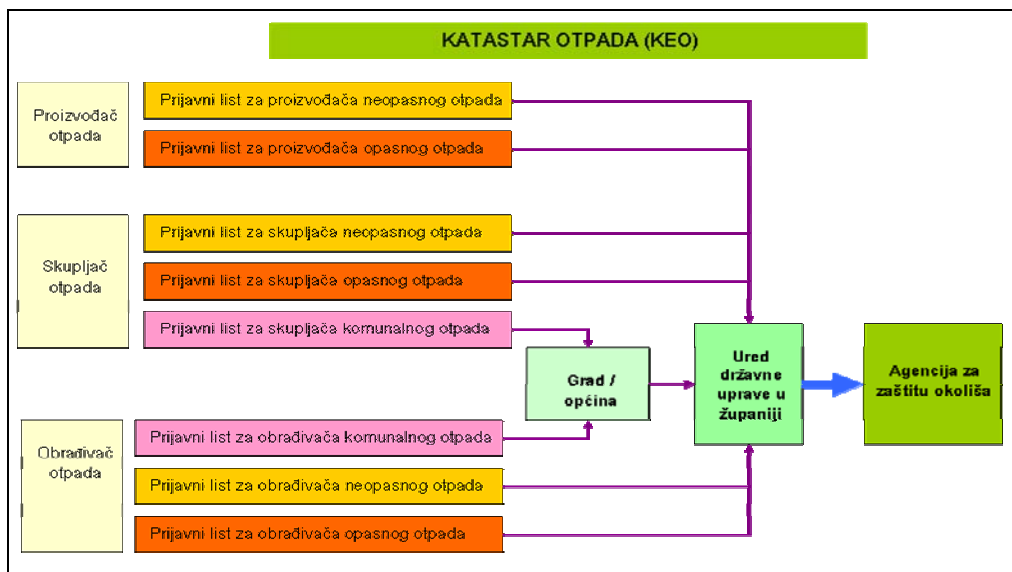 KATASTAR OTPADA (KEO)
Proizvođač
otpada
Prijavni list za proizvođača neopasnog otpada
Prijavni list za proizvođača opasnog otpada
Skupljač
otpada
Prijavni list za skupljača neopasnog otpada
Prijavni list za skupljača opasnog otpada
Prijavni list za skupljača komunalnog otpada
Grad /
općina
Ured
državne
uprave u
županiji
Agencija za
zaštitu okoliša
Obrađivač
otpada
Prijavni list za obrađivača komunalnog otpada
Prijavni list za obrađivača neopasnog otpada
Prijavni list za obrađivača opasnog otpada